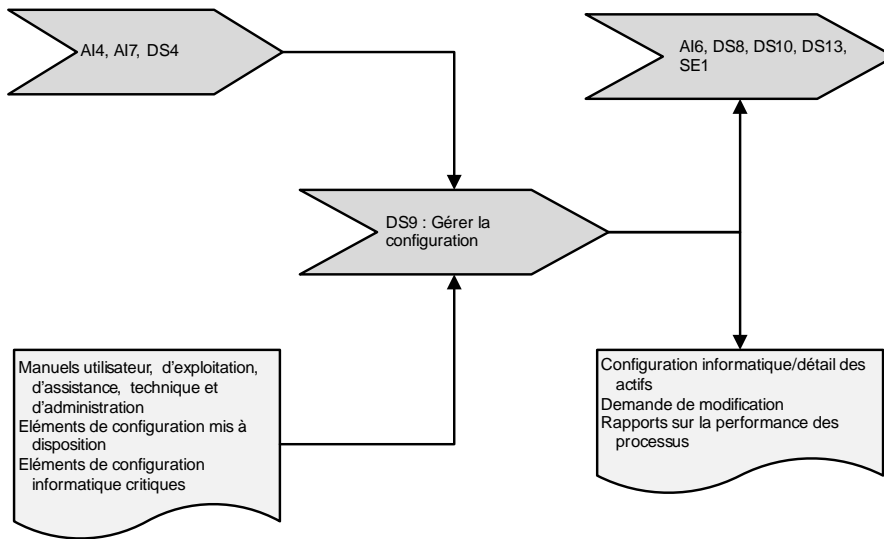 AI4, AI7, DS4
AI6, DS8, DS10, DS13,
SE1
DS9 : Gérer la
configuration
Manuels utilisateur, d'exploitation,
d'assistance, technique et
d'administration
Eléments de configuration mis à
disposition
Eléments de configuration
informatique critiques
Configuration informatique/détail des
actifs
Demande de modification
Rapports sur la performance des
processus